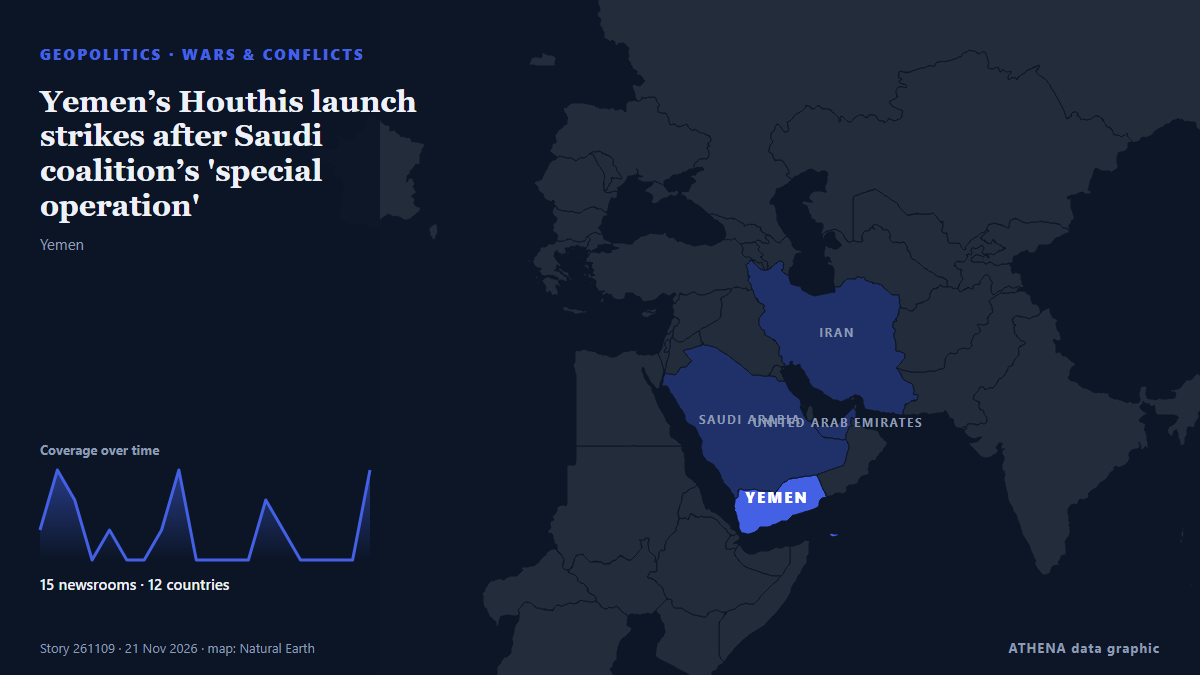 GEOPOLITICS · WARS & CONFLICTS
Yemen’s Houthis launch
strikes after Saudi
coalition’s 'special
operation'
Yemen
IRAN
SAUDI ARABIA
UNITED ARAB EMIRATES
YEMEN
Coverage over time
15 newsrooms · 12 countries
Story 261109 · 21 Nov 2026 · map: Natural Earth
ATHENA data graphic